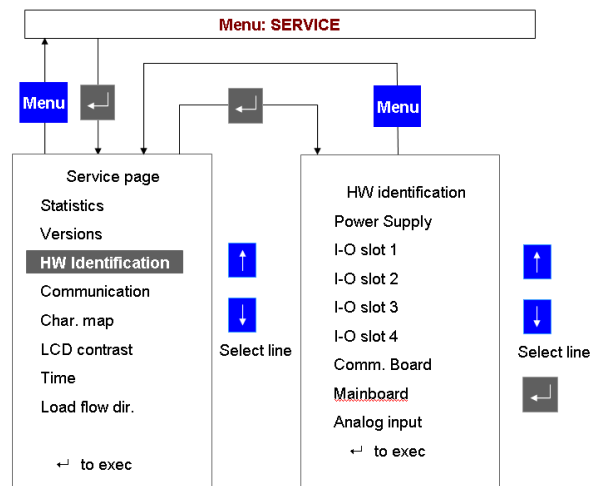 Menu: SERVICE
Menu
Menu
Service page
Statistics
Versions
HW Identification
Communication
Char. map
LCD contrast
Time
Load flow dir.
↵ to exec
Select line
HW identification
Power Supply
I-O slot 1
I-O slot 2
I-O slot 3
I-O slot 4
Comm. Board
Mainboard
Analog input
↵ to exec
Select line